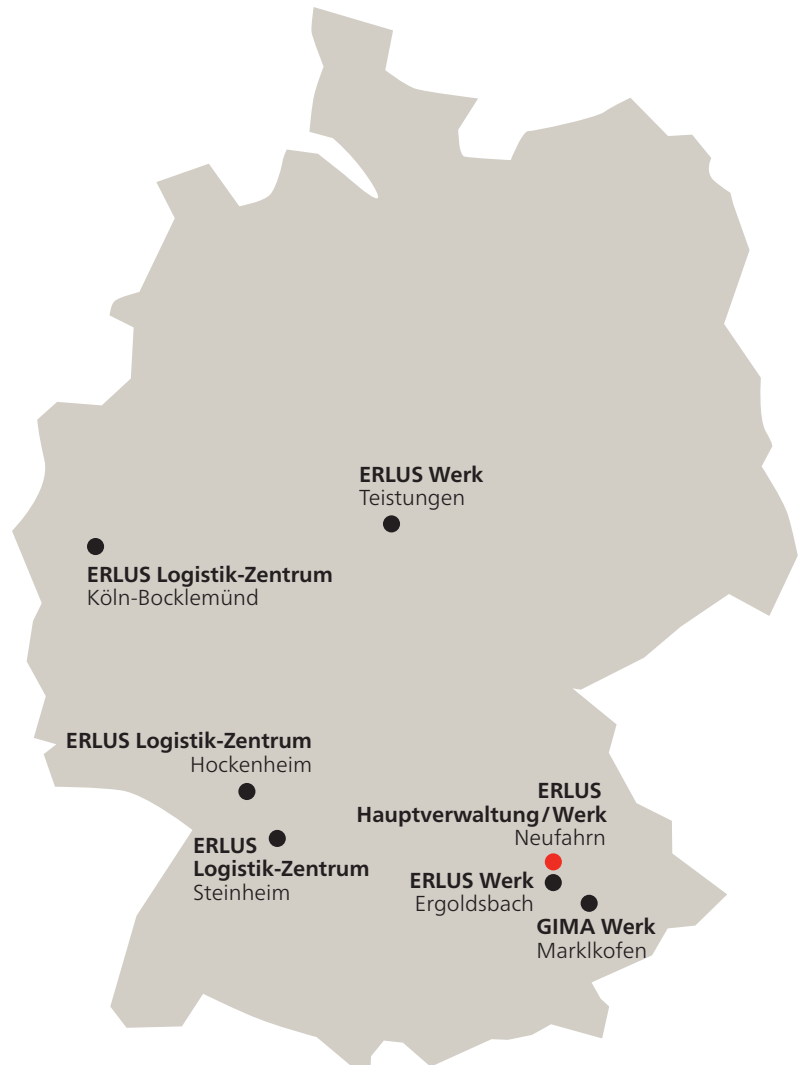 ERLUS Werk
Teistungen
ERLUS Logistik-Zentrum
Köln-Bocklemünd
ERLUS Logistik-Zentrum
Hockenheim
ERLUS
Logistik-Zentrum
Steinheim
ERLUS
Hauptverwaltung/Werk
Neufahrn
ERLUS Werk
Ergoldsbach
GIMA Werk
Marklkofen